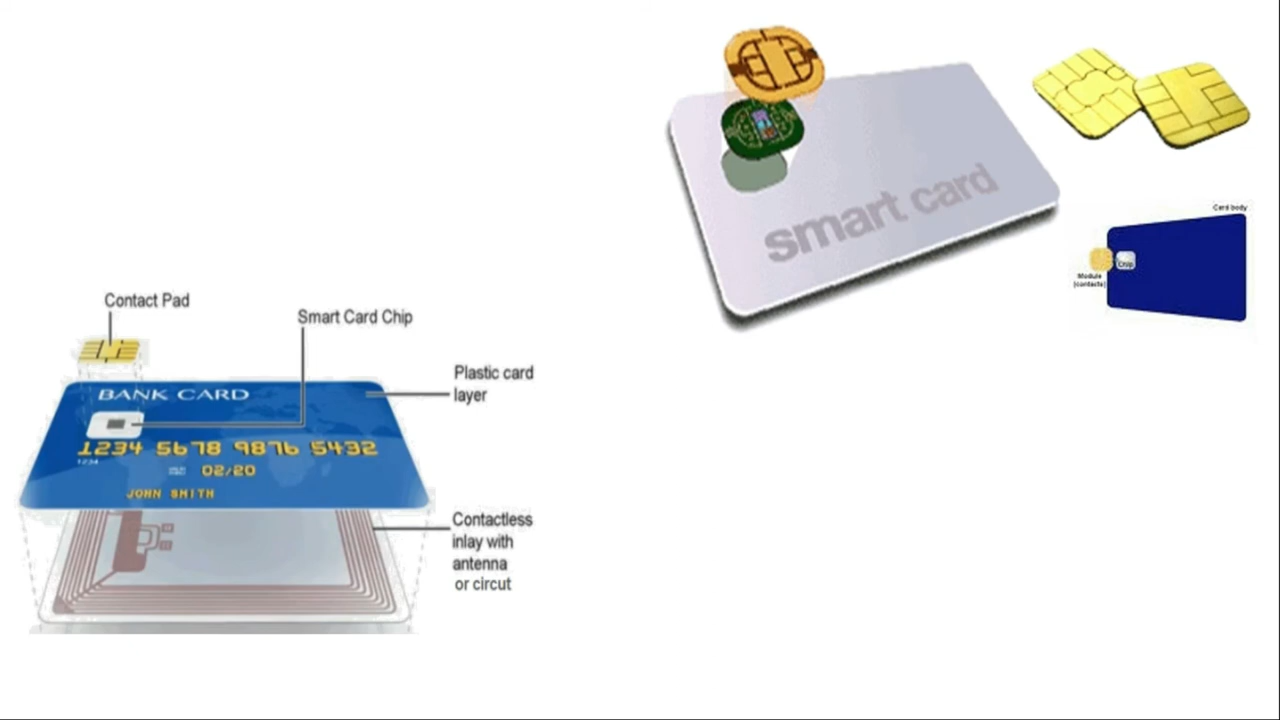 smart card
Card body
Chip
Module
(contacts)
Contact Pad
Smart Card Chip
Plastic card
layer
BANK CARD
1234 5678 9876 5432
1234
02/20
JOHN SMITH
Contactless
inlay with
antenna
or circut